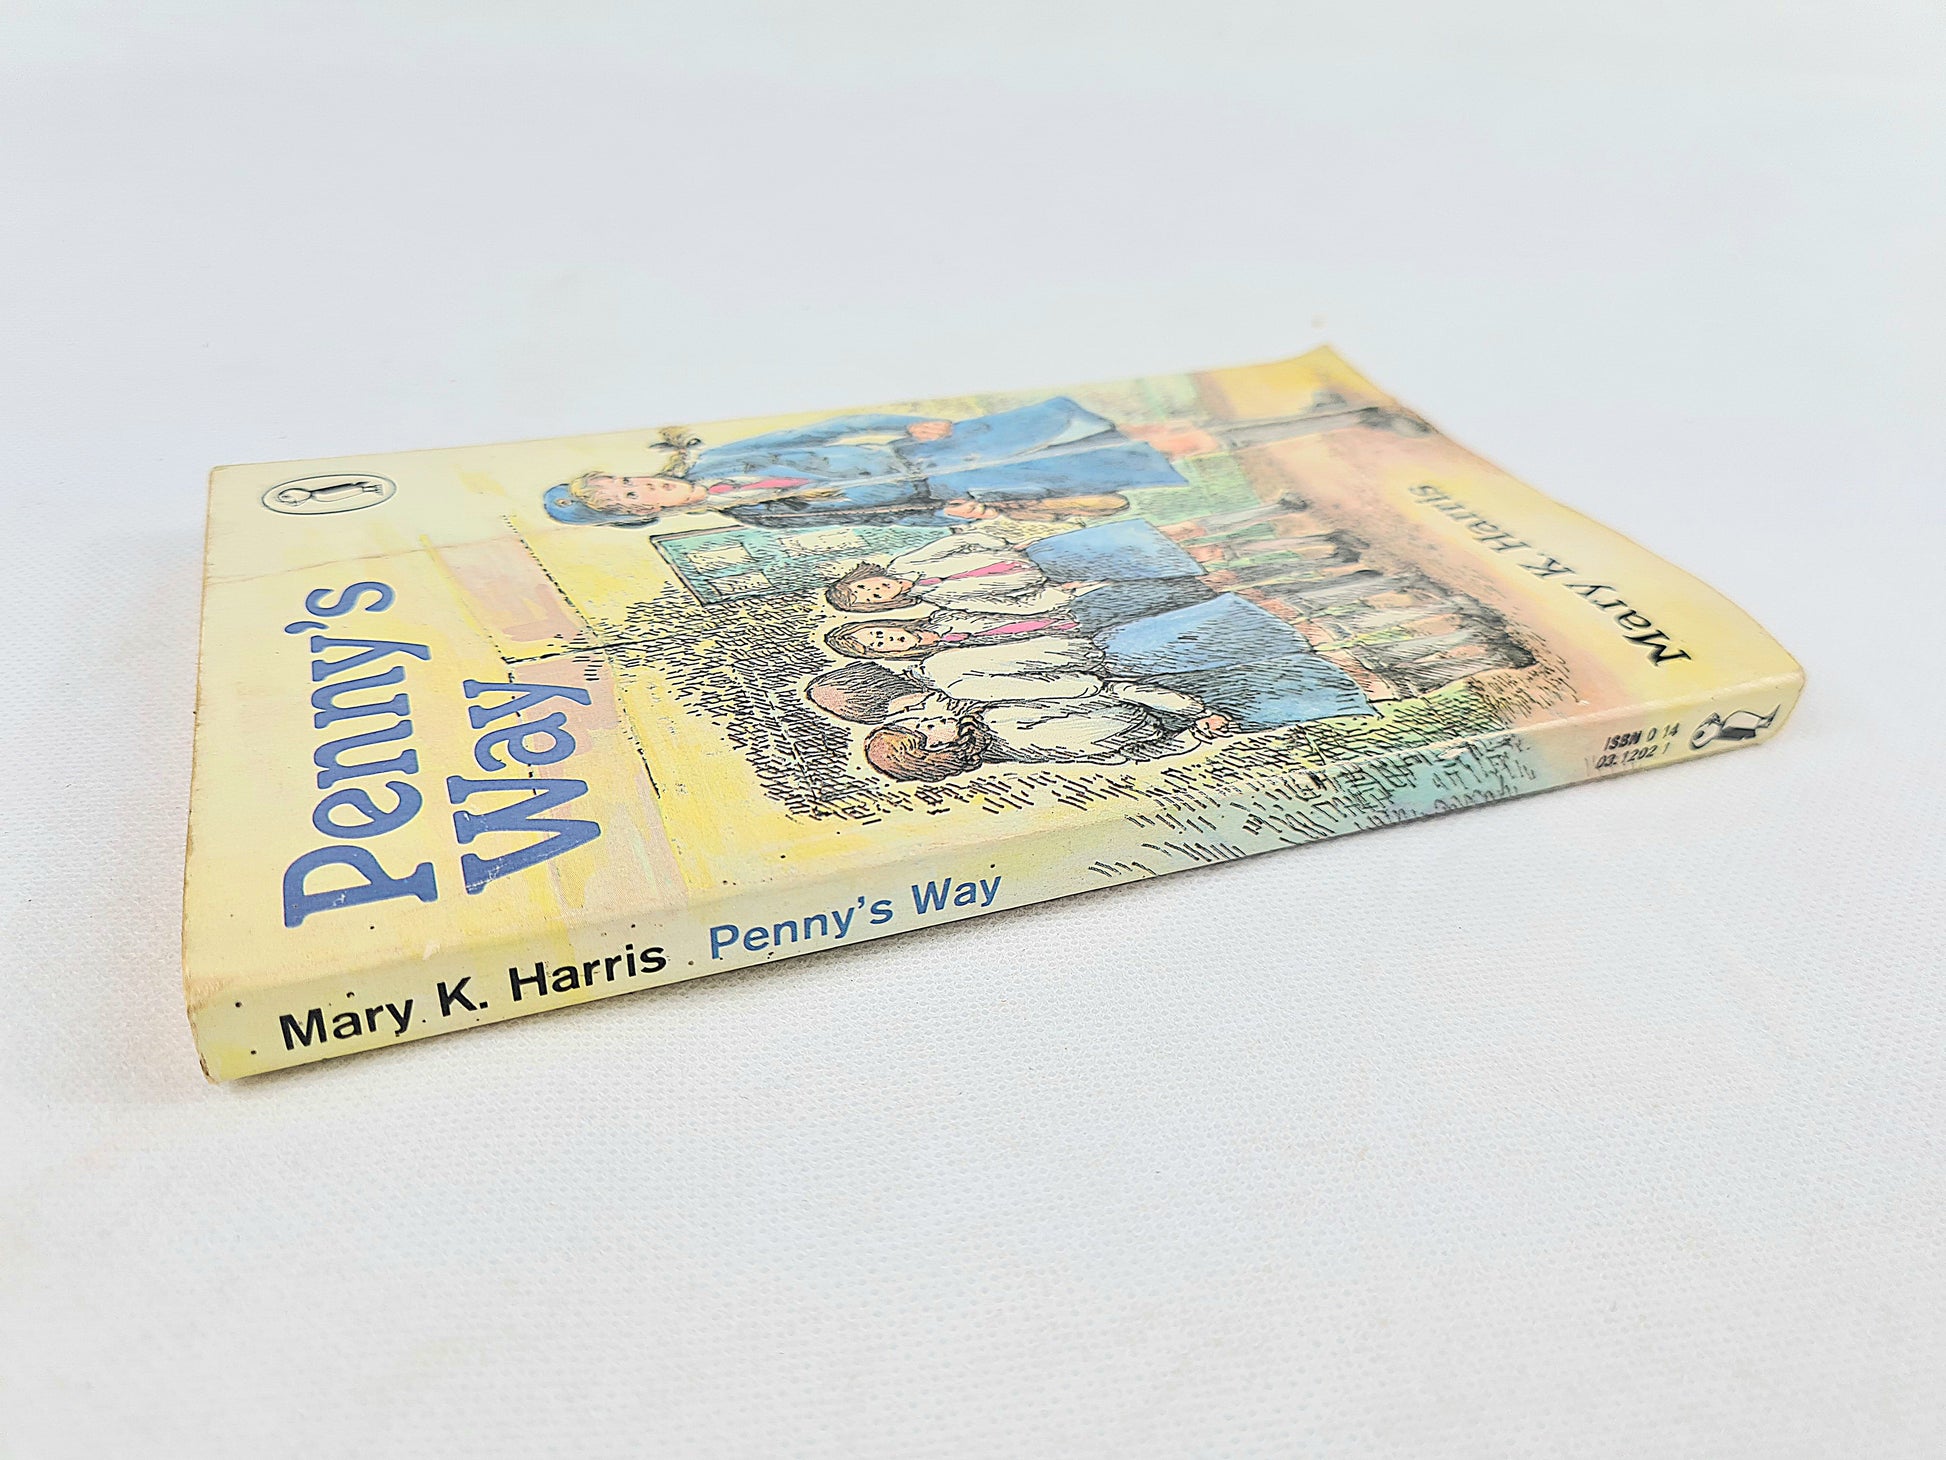 Penny's
Way
Mary K. Harris
Mary K. Harris Penny's Way
ISBN 0 14
03.1202 1